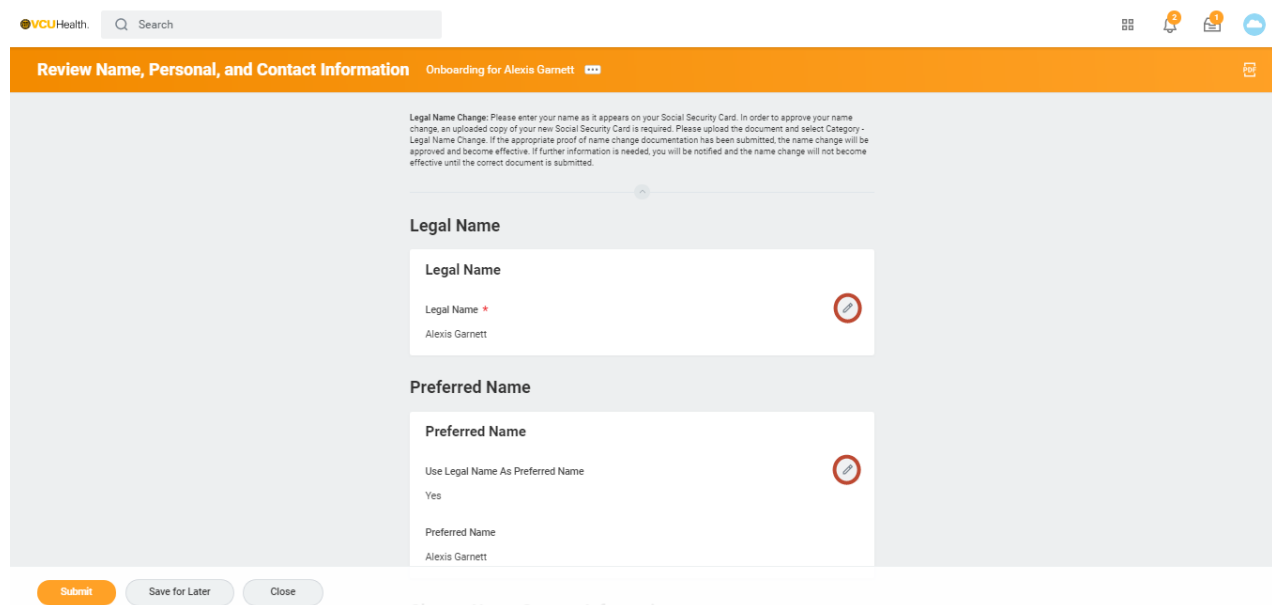 VCUHealth.
Search
2
1
Review Name, Personal, and Contact Information Onboarding for Alexis Garnett
PDF
Legal Name Change: Please enter your name as it appears on your Social Security Card. In order to approve your name
change, an uploaded copy of your new Social Security Card is required. Please upload the document and select Category -
Legal Name Change. If the appropriate proof of name change documentation has been submitted, the name change will be
approved and become effective. If further information is needed, you will be notified and the name change will not become
effective until the correct document is submitted.
Legal Name
Legal Name
Legal Name *
Alexis Garnett
Preferred Name
Preferred Name
Use Legal Name As Preferred Name
Yes
Preferred Name
Alexis Garnett
Submit Save for Later Close